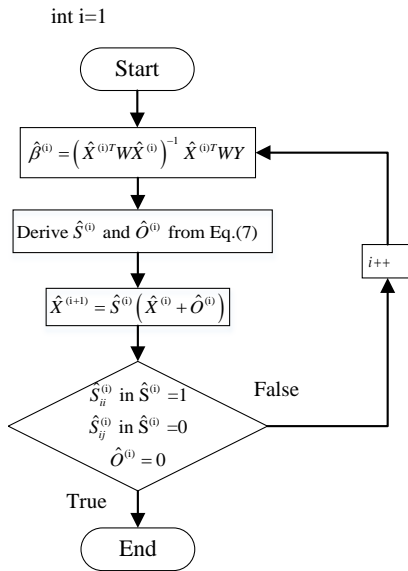 int i=1
Start
β̂⁽ⁱ⁾ = (X̂⁽ⁱ⁾ᵀWX̂⁽ⁱ⁾)⁻¹ X̂⁽ⁱ⁾ᵀWY
Derive Ŝ⁽ⁱ⁾ and Ô⁽ⁱ⁾ from Eq.(7)
i++
X̂⁽ⁱ⁺¹⁾ = Ŝ⁽ⁱ⁾(X̂⁽ⁱ⁾ + Ô⁽ⁱ⁾)
Ŝᵢᵢ⁽ⁱ⁾ in Ŝ⁽ⁱ⁾ =1
False
Ŝᵢⱼ⁽ⁱ⁾ in Ŝ⁽ⁱ⁾ =0
Ô⁽ⁱ⁾ = 0
True
End